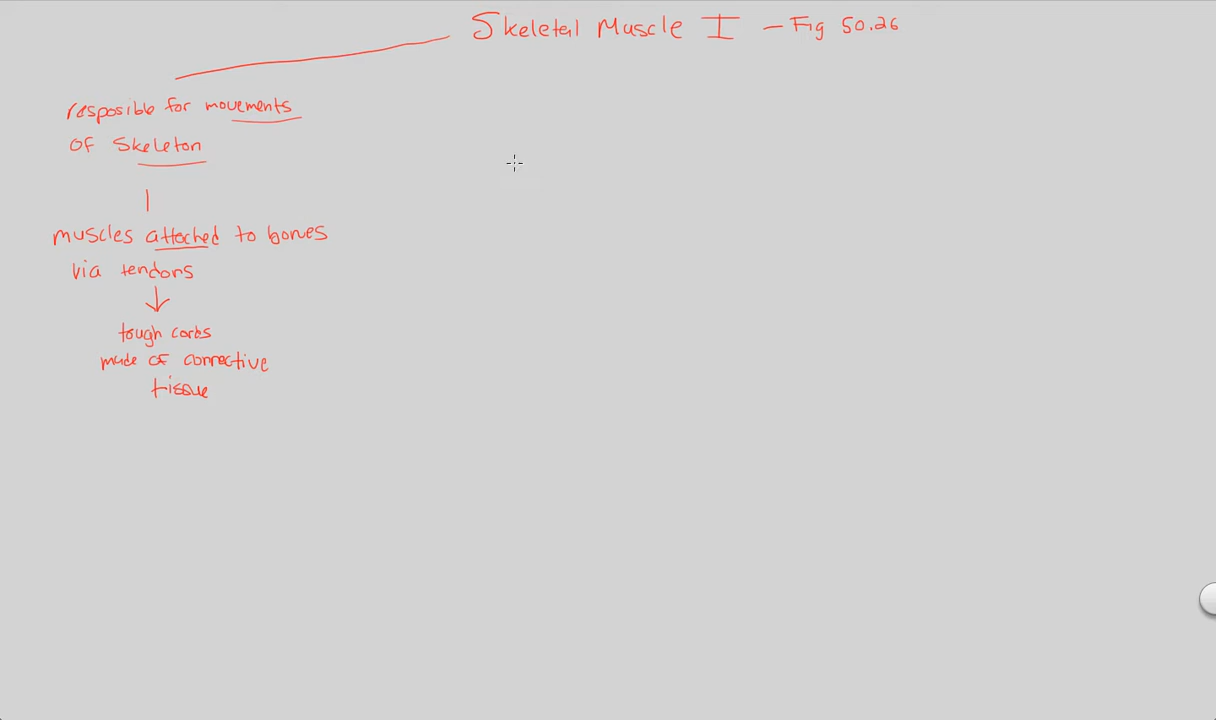 Skeletal Muscle I - Fig 50.26
resposible for movements
of skeleton
muscles attached to bones
via tendons
tough cords
made of connective
tissue